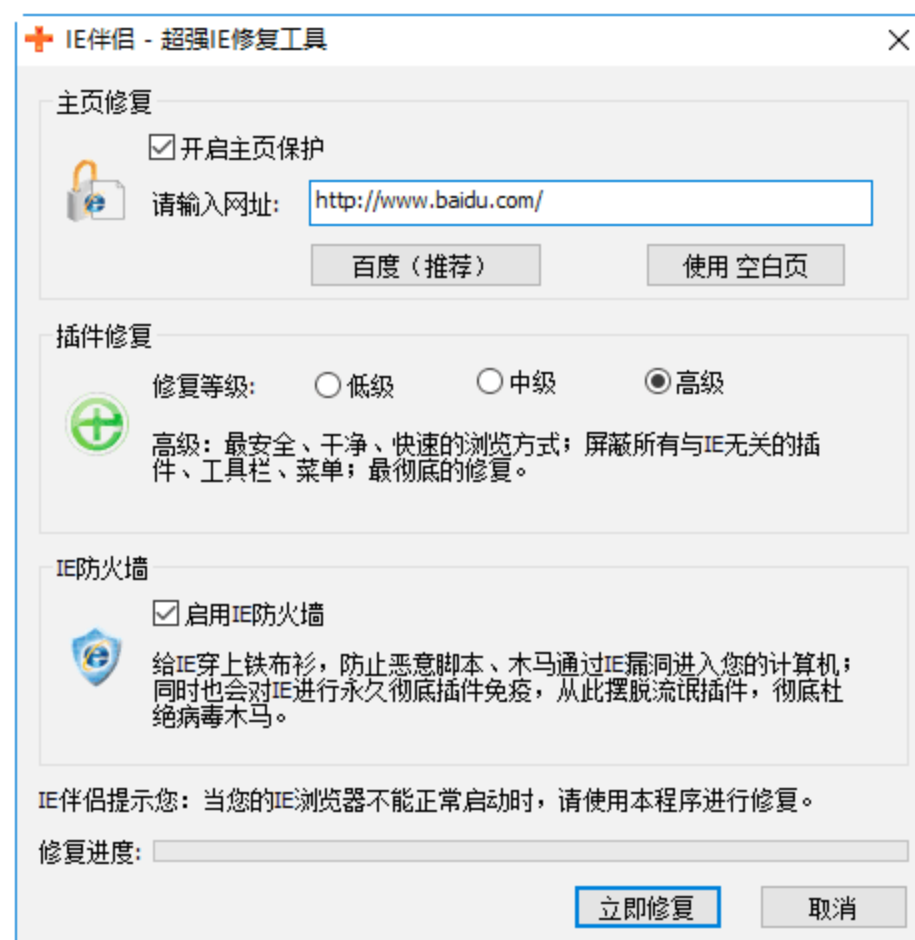 IE伴侣 - 超强IE修复工具
主页修复
开启主页保护
请输入网址: http://www.baidu.com/
百度（推荐） 使用 空白页
插件修复
修复等级: 低级 中级 高级
高级：最安全、干净、快速的浏览方式；屏蔽所有与IE无关的插
件、工具栏、菜单；最彻底的修复。
IE防火墙
启用IE防火墙
给IE穿上铁布衫，防止恶意脚本、木马通过IE漏洞进入您的计算机；
同时也会对IE进行永久彻底插件免疫，从此摆脱流氓插件，彻底杜
绝病毒木马。
IE伴侣提示您：当您的IE浏览器不能正常启动时，请使用本程序进行修复。
修复进度:
立即修复 取消